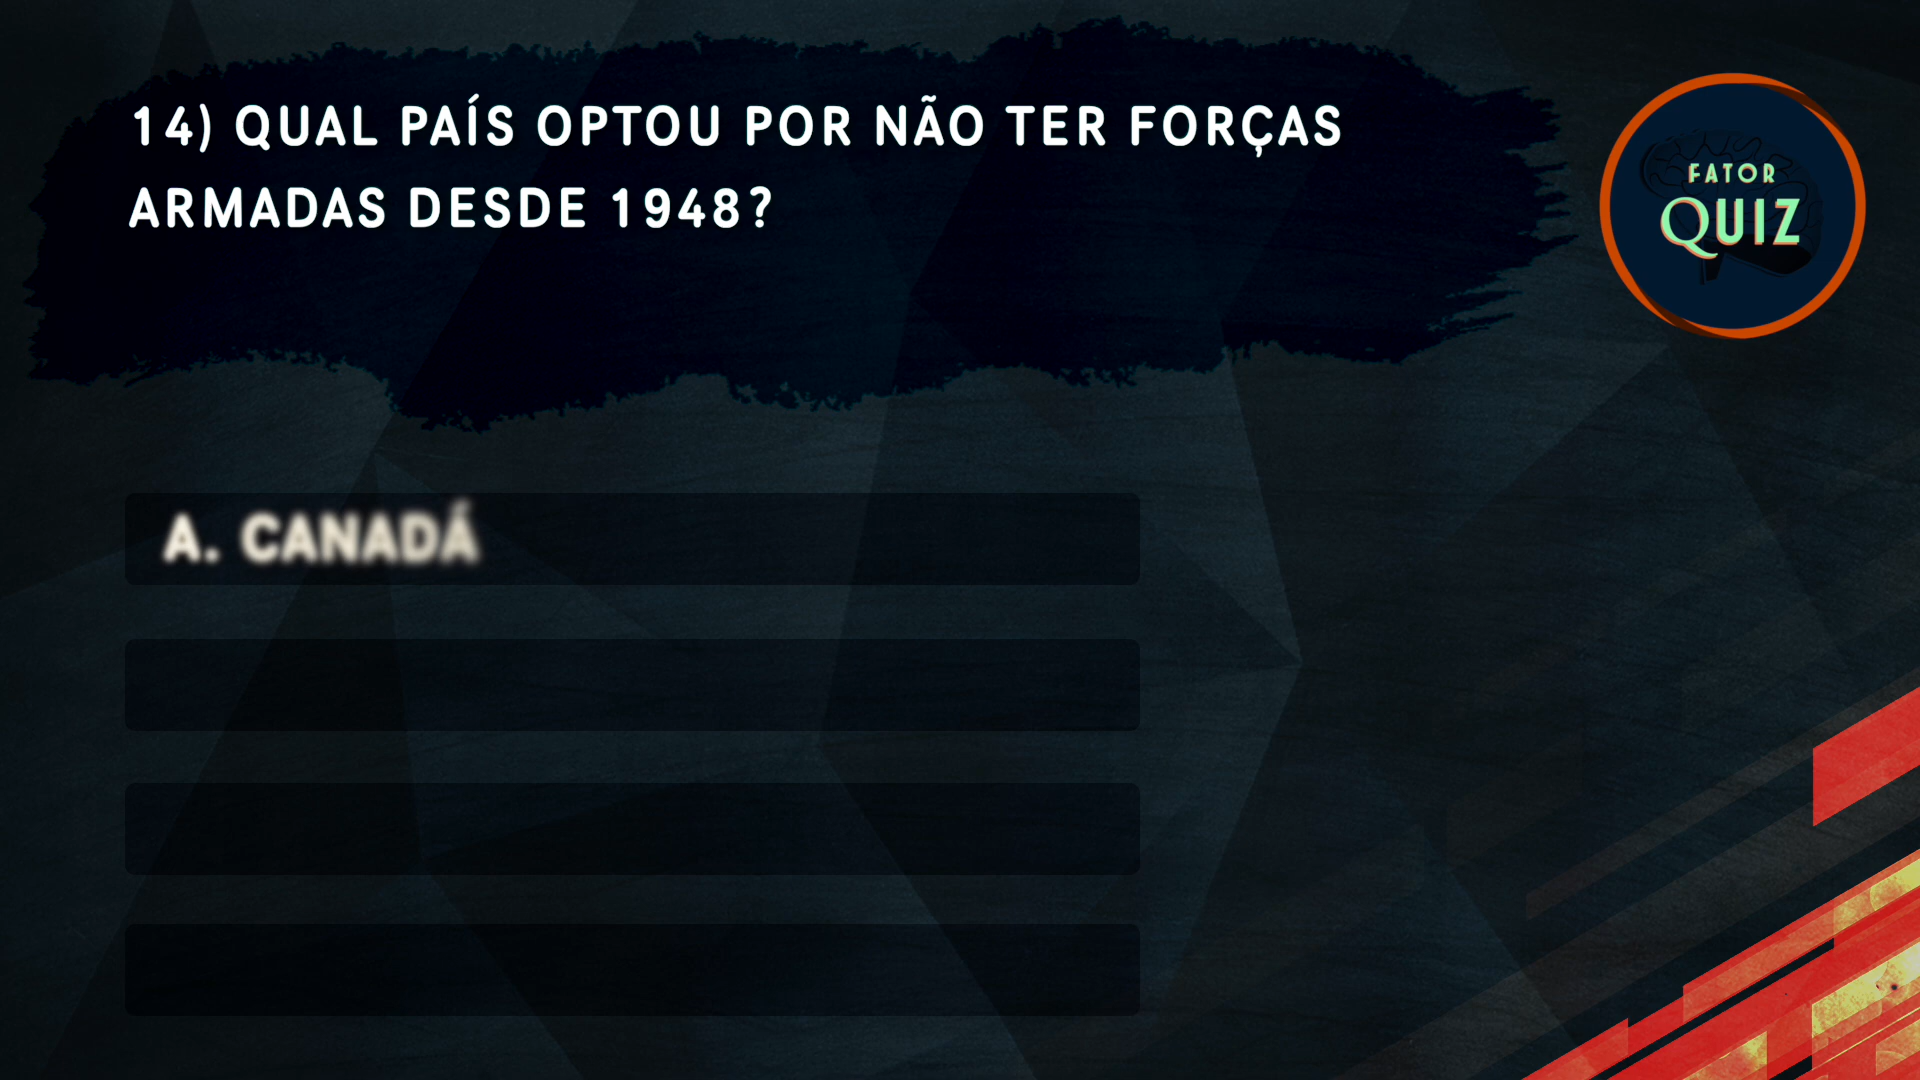 14) QUAL PAÍS OPTOU POR NÃO TER FORÇAS
ARMADAS DESDE 1948?
FATOR
QUIZ
A. CANADÁ